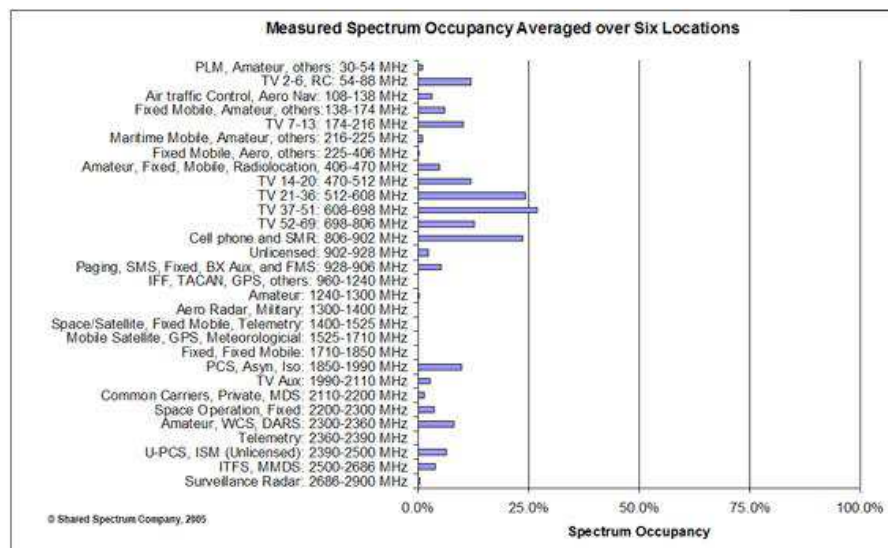 Measured Spectrum Occupancy Averaged over Six Locations
PLM, Amateur, others: 30-54 MHz
TV 2-6, RC: 54-88 MHz
Air traffic Control, Aero Nav: 108-138 MHz
Fixed Mobile, Amateur, others:138-174 MHz
TV 7-13: 174-216 MHz
Maritime Mobile, Amateur, others: 216-225 MHz
Fixed Mobile, Aero, others: 225-406 MHz
Amateur, Fixed, Mobile, Radiolocation, 406-470 MHz
TV 14-20: 470-512 MHz
TV 21-36: 512-608 MHz
TV 37-51: 608-698 MHz
TV 52-69: 698-806 MHz
Cell phone and SMR: 806-902 MHz
Unlicensed: 902-928 MHz
Paging, SMS, Fixed, BX Aux, and FMS: 928-906 MHz
IFF, TACAN, GPS, others: 960-1240 MHz
Amateur: 1240-1300 MHz
Aero Radar, Military: 1300-1400 MHz
Space/Satellite, Fixed Mobile, Telemetry: 1400-1525 MHz
Mobile Satellite, GPS, Meteorologicial: 1525-1710 MHz
Fixed, Fixed Mobile: 1710-1850 MHz
PCS, Asyn, Iso: 1850-1990 MHz
TV Aux: 1990-2110 MHz
Common Carriers, Private, MDS: 2110-2200 MHz
Space Operation, Fixed: 2200-2300 MHz
Amateur, WCS, DARS: 2300-2360 MHz
Telemetry: 2360-2390 MHz
U-PCS, ISM (Unlicensed): 2390-2500 MHz
ITFS, MMDS: 2500-2686 MHz
Surveillance Radar: 2686-2900 MHz
0.0% 25.0% 50.0% 75.0% 100.0%
Spectrum Occupancy
© Shared Spectrum Company, 2005